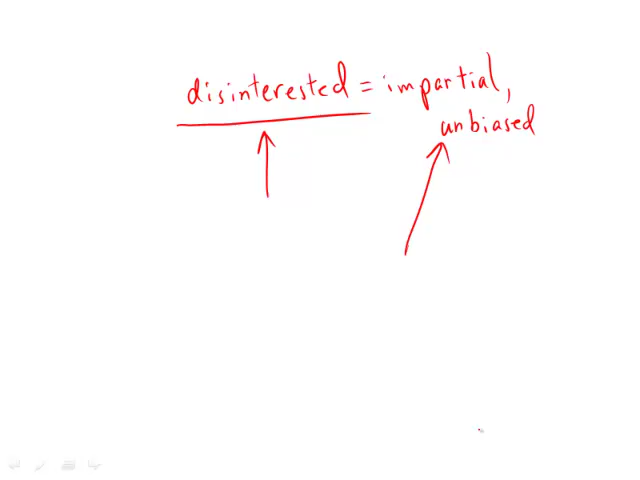 disinterested = impartial,
unbiased